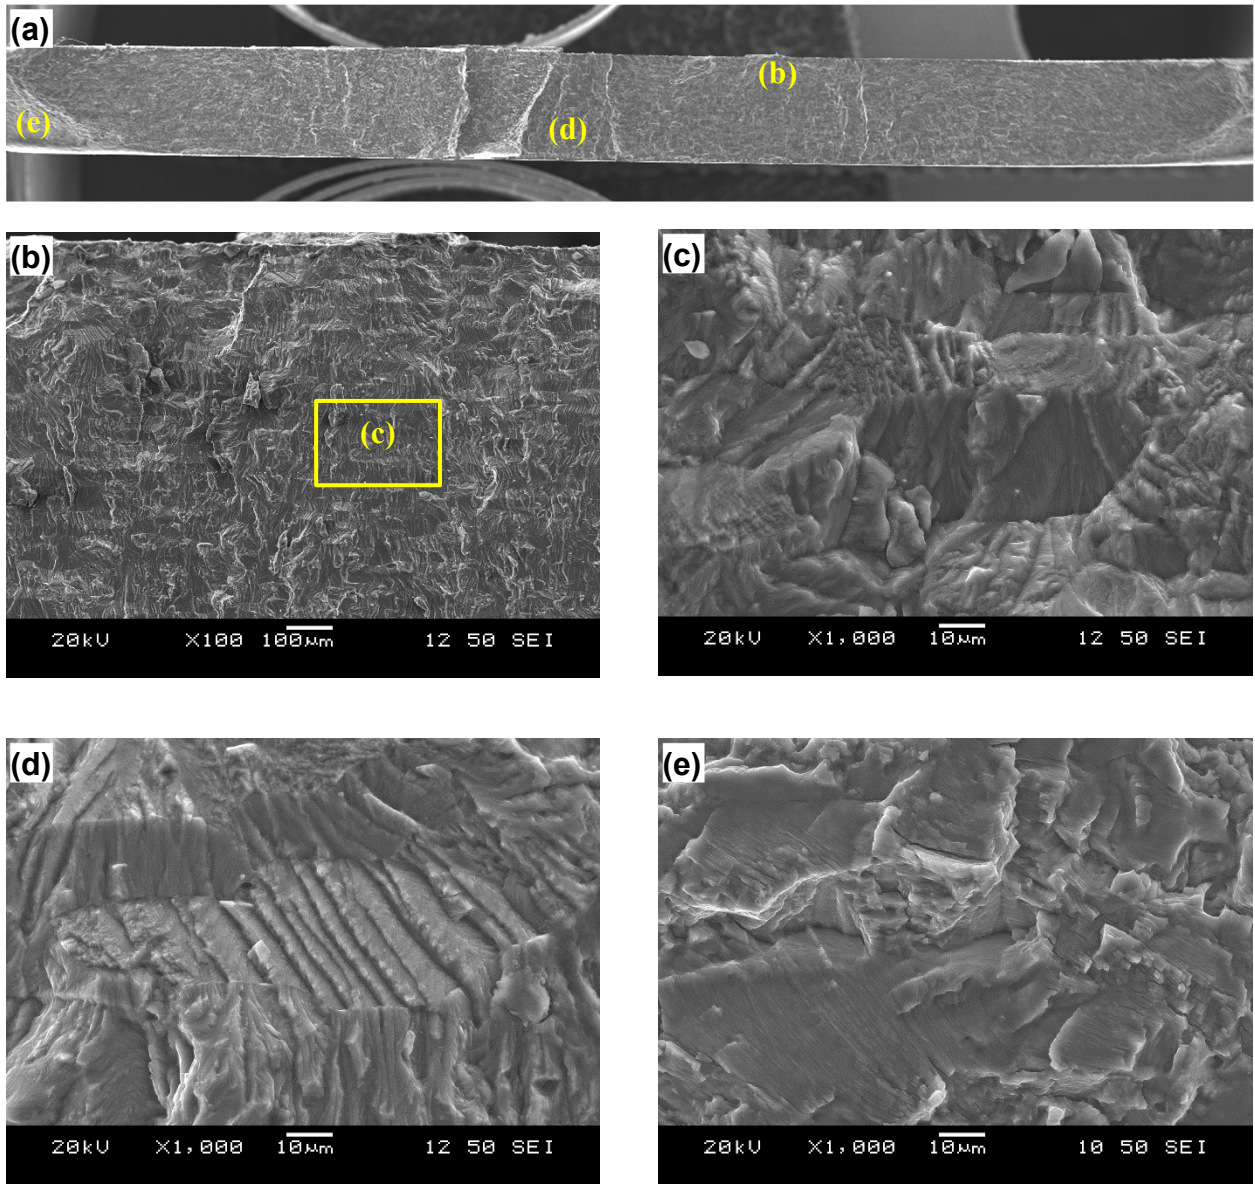 (a)
(b)
(e)
(d)
(b)
(c)
(c)
20kV X100 100µm 12 50 SEI
20kV X1,000 10µm 12 50 SEI
(d)
(e)
20kV X1,000 10µm 12 50 SEI
20kV X1,000 10µm 10 50 SEI